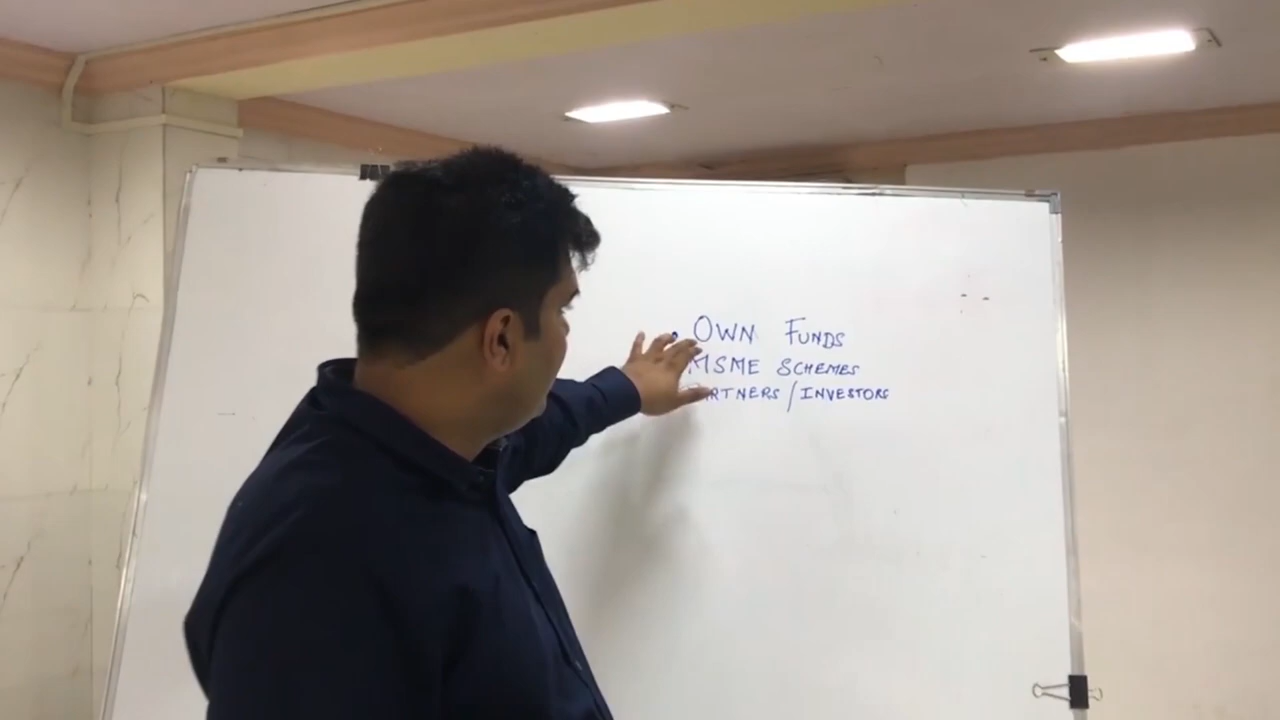 • OWN FUNDS
MSME SCHEMES
PARTNERS / INVESTORS